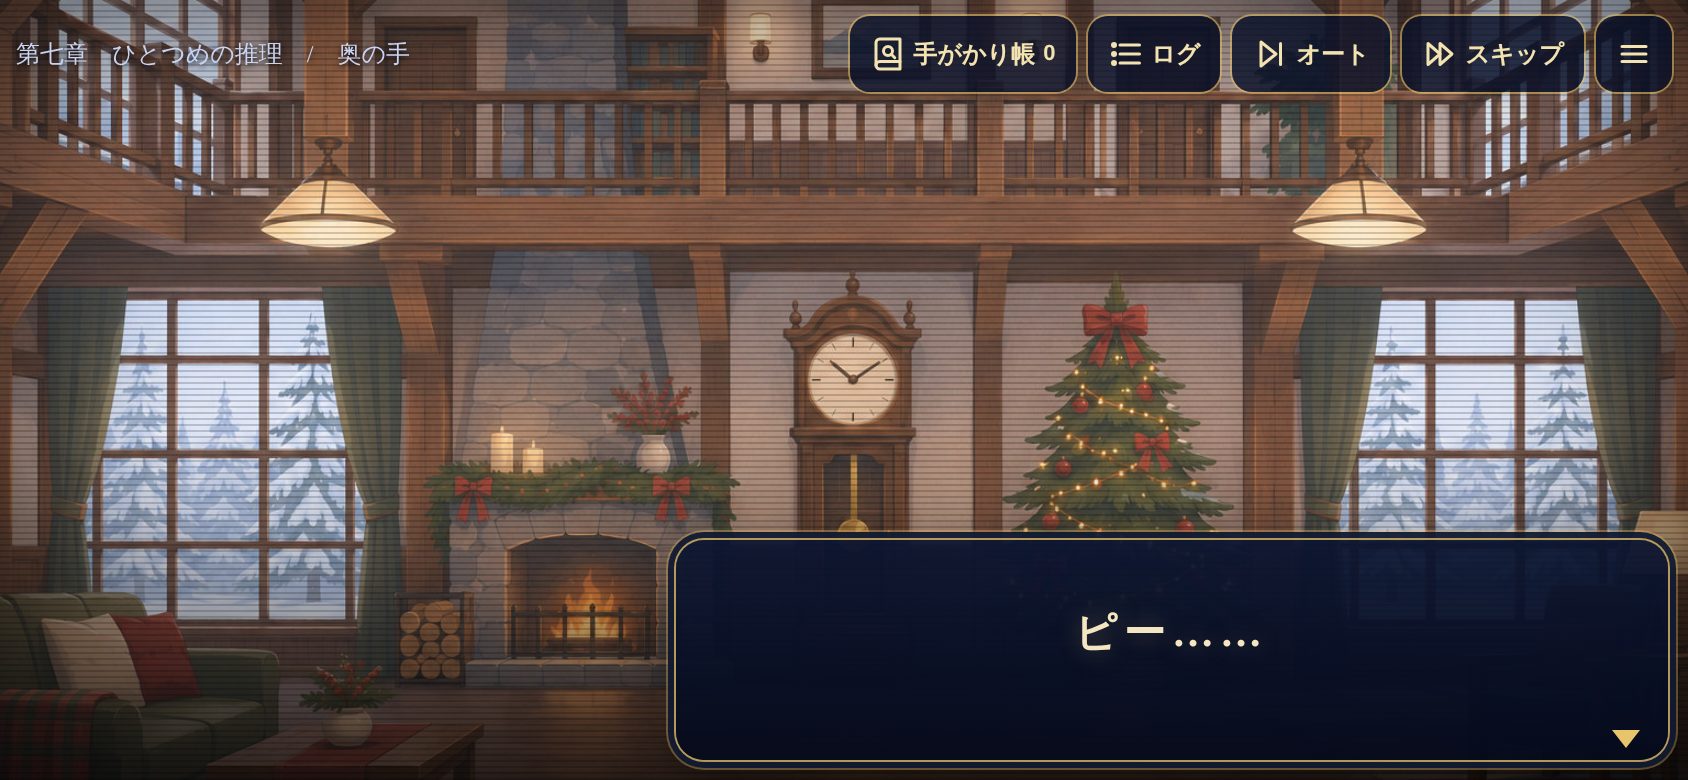 第七章 ひとつめの推理 / 奥の手
手がかり帳 0
ログ
オート
スキップ
ピー……